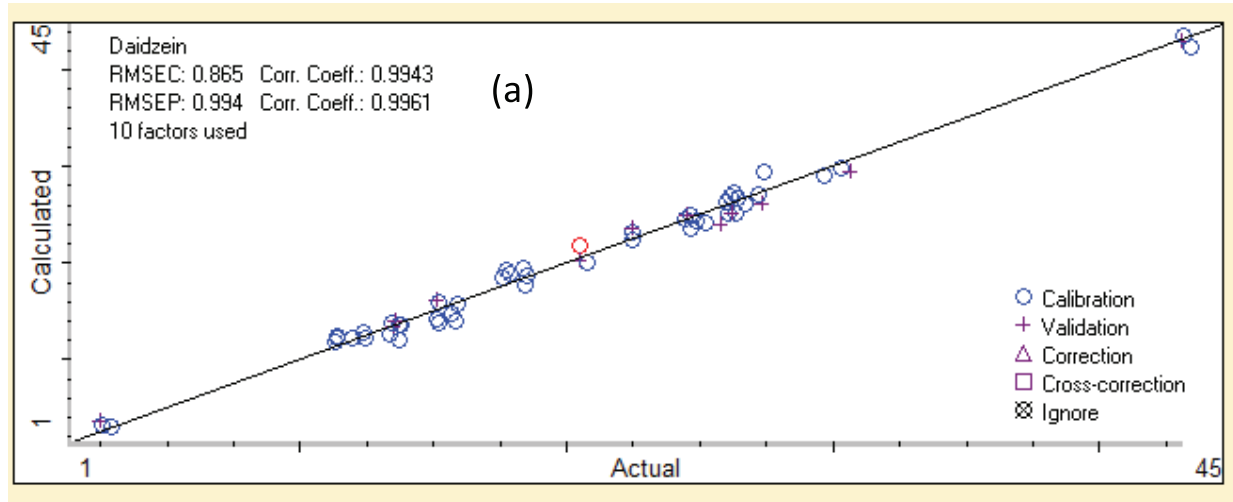 45
Daidzein
RMSEC: 0.865 Corr. Coeff.: 0.9943
(a)
RMSEP: 0.994 Corr. Coeff.: 0.9961
10 factors used
Calculated
Calibration
Validation
Correction
Cross-correction
Ignore
1
1 Actual 45